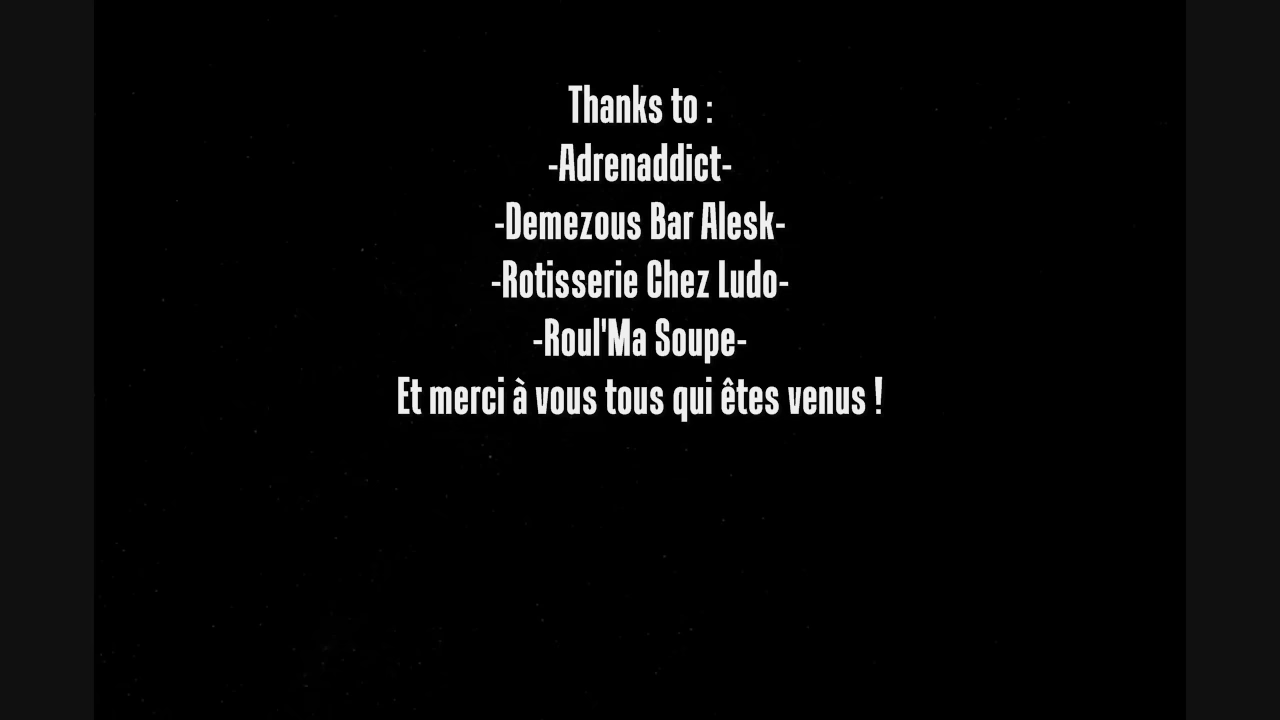 Thanks to :
-Adrenaddict-
-Demezous Bar Alesk-
-Rotisserie Chez Ludo-
-Roul'Ma Soupe-
Et merci à vous tous qui êtes venus !